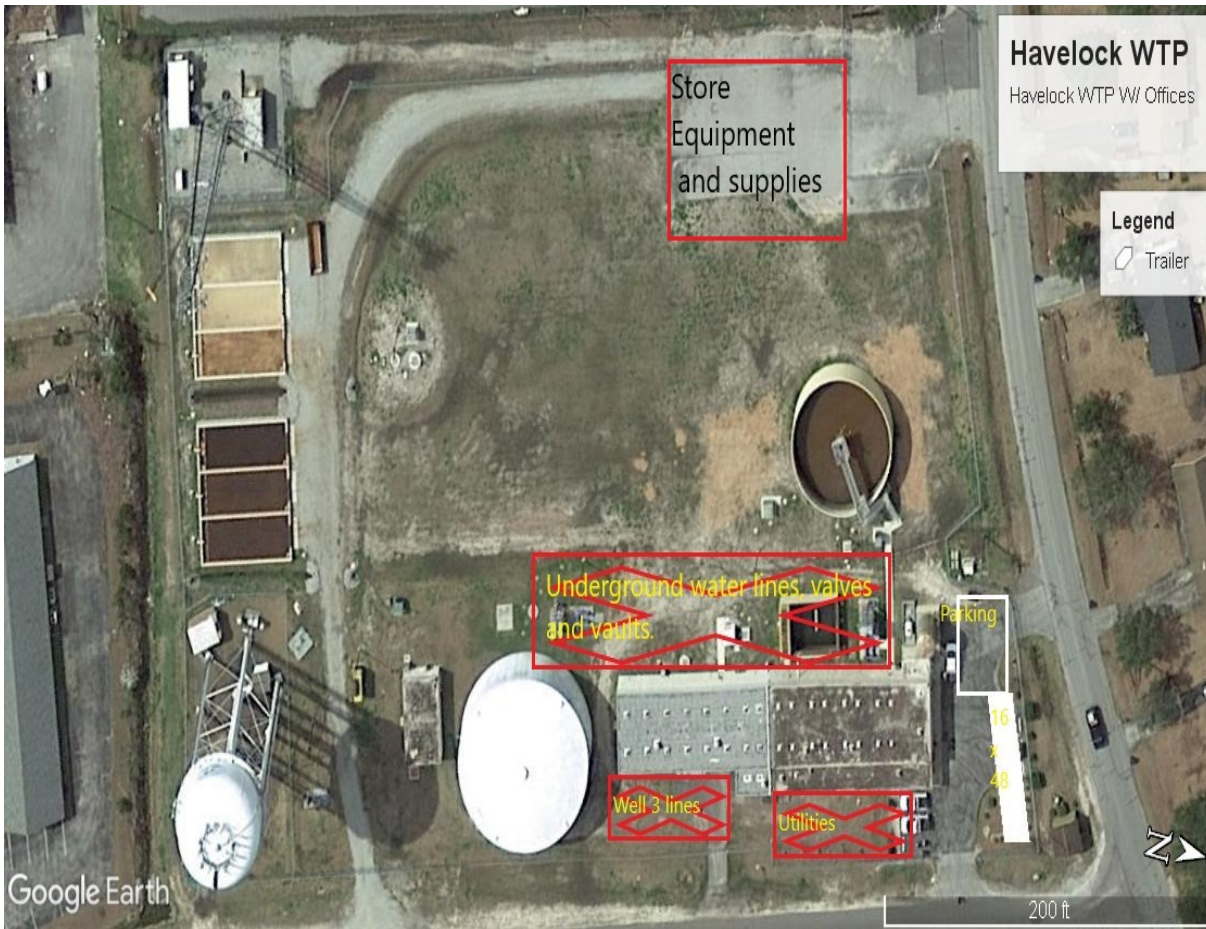 Havelock WTP
Havelock WTP W/ Offices
Legend
Trailer
Store
Equipment
and supplies
Underground water lines, valves
and vaults.
Parking
16
x
48
Well 3 lines
Utilities
N
Google Earth
200 ft